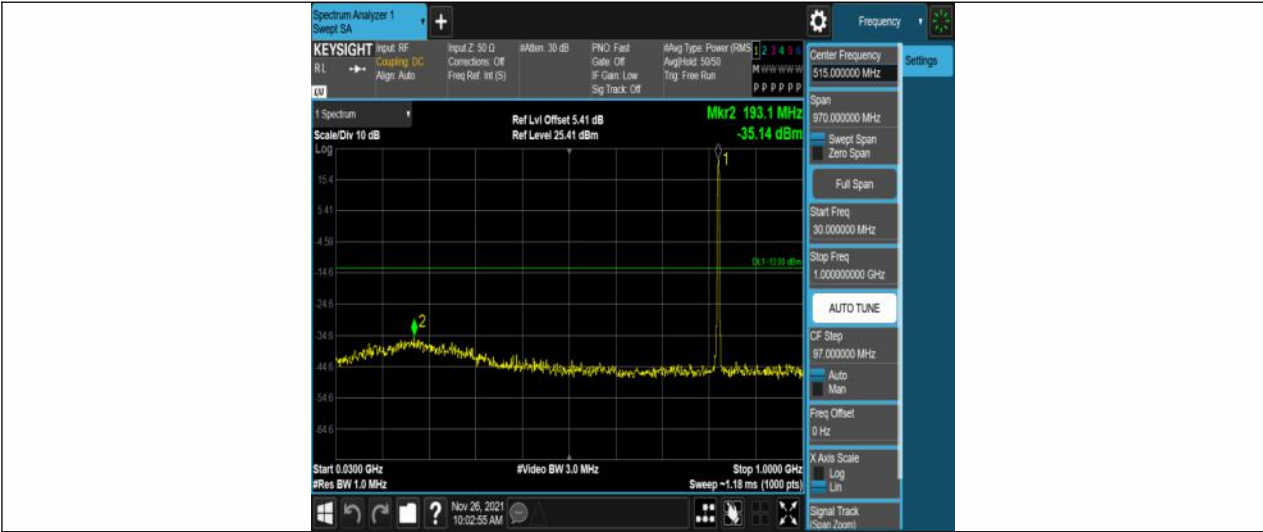 Spectrum Analyzer 1
Swept SA
Frequency
KEYSIGHT
R L
LV
Input: RF
Coupling: DC
Align: Auto
Input Z: 50 Ω
Corrections: Off
Freq Ref: Int (S)
#Atten: 30 dB
PNO: Fast
Gate: Off
IF Gain: Low
Sig Track: Off
#Avg Type: Power (RMS
Avg|Hold: 50/50
Trig: Free Run
1 2 3 4 5 6
M W W W W W
P P P P P P
Center Frequency
515.000000 MHz
Settings
Span
970.000000 MHz
Swept Span
Zero Span
Full Span
Start Freq
30.000000 MHz
Stop Freq
1.000000000 GHz
AUTO TUNE
CF Step
97.000000 MHz
Auto
Man
Freq Offset
0 Hz
X Axis Scale
Log
Lin
Signal Track
(Span Zoom)
1 Spectrum
Scale/Div 10 dB
Ref Lvl Offset 5.41 dB
Ref Level 25.41 dBm
Mkr2 193.1 MHz
-35.14 dBm
Log
15.4
5.41
-4.59
-14.6
-24.6
-34.6
-44.6
-54.6
-64.6
1
DL1 -13.00 dBm
2
Start 0.0300 GHz
#Res BW 1.0 MHz
#Video BW 3.0 MHz
Stop 1.0000 GHz
Sweep ~1.18 ms (1000 pts)
?
Nov 26, 2021
10:02:55 AM